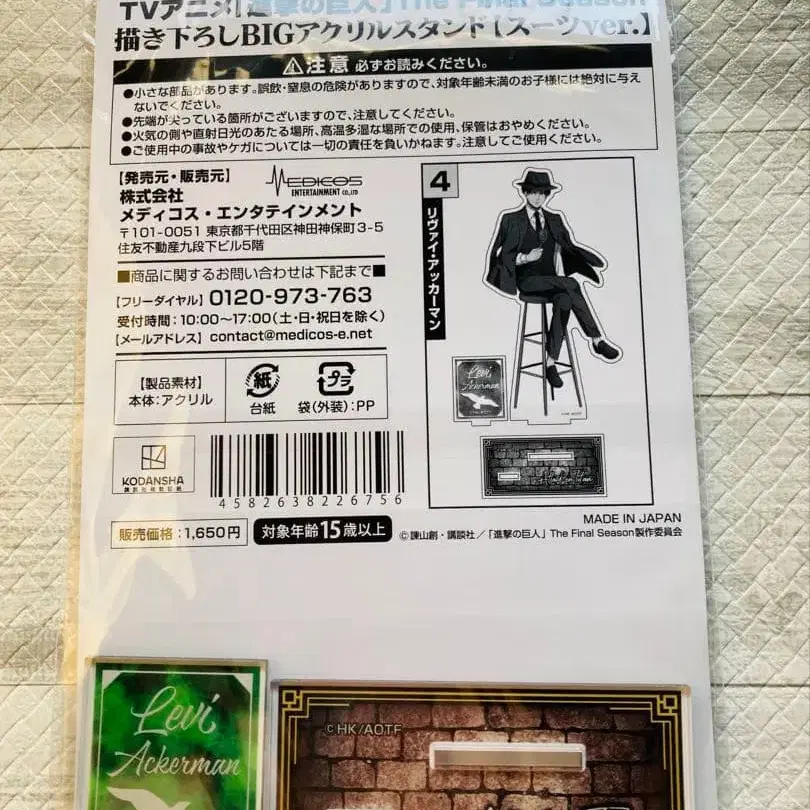 TVアニメ「進撃の巨人」The Final Season
描き下ろしBIGアクリルスタンド【スーツver.】
⚠注意 必ずお読みください。
●小さな部品があります。誤飲・窒息の危険がありますので、対象年齢未満のお子様には絶対に与え
ないでください。
●先端が尖っている箇所がございますので、注意してください。
●火気の側や直射日光のあたる場所、高温多湿な場所での使用、保管はおやめください。
●ご使用中の事故やケガについては一切の責任を負いかねます。注意してご使用ください。
【発売元・販売元】
MEDICOS
ENTERTAINMENT CO.,LTD
株式会社
メディコス・エンタテインメント
〒101-0051 東京都千代田区神田神保町3-5
住友不動産九段下ビル5階
■商品に関するお問い合わせは下記まで■
【フリーダイヤル】0120-973-763
受付時間：10:00〜17:00（土・日・祝日を除く）
【メールアドレス】contact@medicos-e.net
【製品素材】
本体：アクリル
紙
台紙
プラ
袋（外装）：PP
KODANSHA
4582638226756
販売価格：1,650円
対象年齢15歳以上
4
リヴァイ・アッカーマン
Levi
Ackerman
Attack on Titan
MADE IN JAPAN
©諫山創・講談社／「進撃の巨人」The Final Season製作委員会
Levi
Ackerman
©HK/AOTF